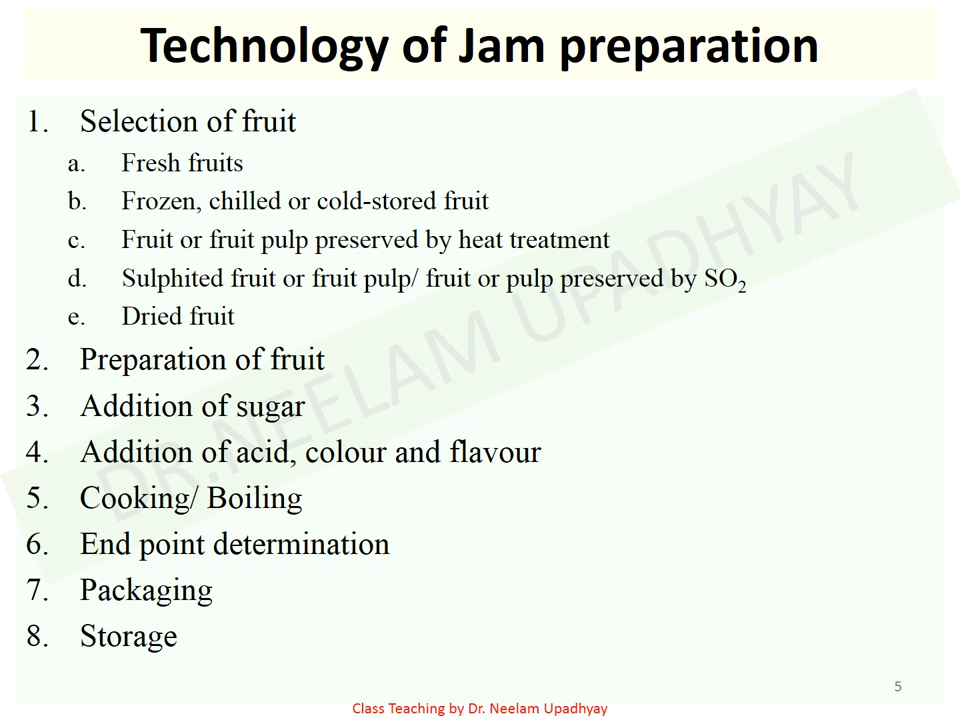 Technology of Jam preparation
1. Selection of fruit
a. Fresh fruits
b. Frozen, chilled or cold-stored fruit
c. Fruit or fruit pulp preserved by heat treatment
d. Sulphited fruit or fruit pulp/ fruit or pulp preserved by SO₂
e. Dried fruit
2. Preparation of fruit
3. Addition of sugar
4. Addition of acid, colour and flavour
5. Cooking/ Boiling
6. End point determination
7. Packaging
8. Storage
DR.NEELAM UPADHYAY
5
Class Teaching by Dr. Neelam Upadhyay